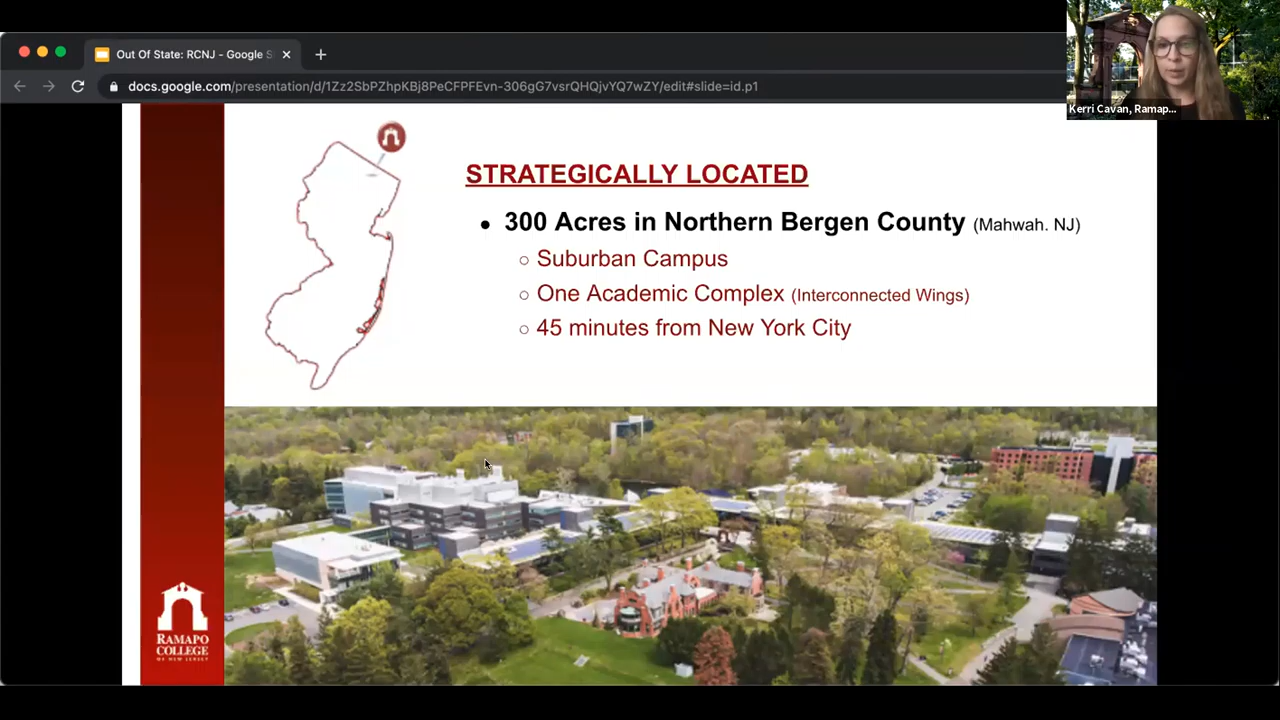 Out Of State: RCNJ - Google S
docs.google.com/presentation/d/1Zz2SbPZhpKBj8PeCFPFEvn-306gG7vsrQHQjvYQ7wZY/edit#slide=id.p1
Kerri Cavan, Ramap...
STRATEGICALLY LOCATED
● 300 Acres in Northern Bergen County (Mahwah. NJ)
○ Suburban Campus
○ One Academic Complex (Interconnected Wings)
○ 45 minutes from New York City
RAMAPO
COLLEGE
OF NEW JERSEY